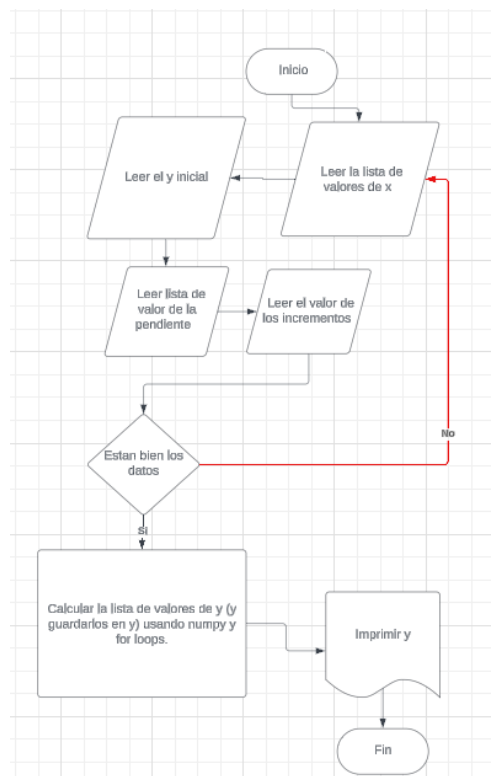 Inicio
Leer la lista de
valores de x
Leer el y inicial
Leer lista de
valor de la
pendiente
Leer el valor de
los incrementos
Estan bien los
datos
No
Si
Calcular la lista de valores de y (y
guardarlos en y) usando numpy y
for loops.
Imprimir y
Fin